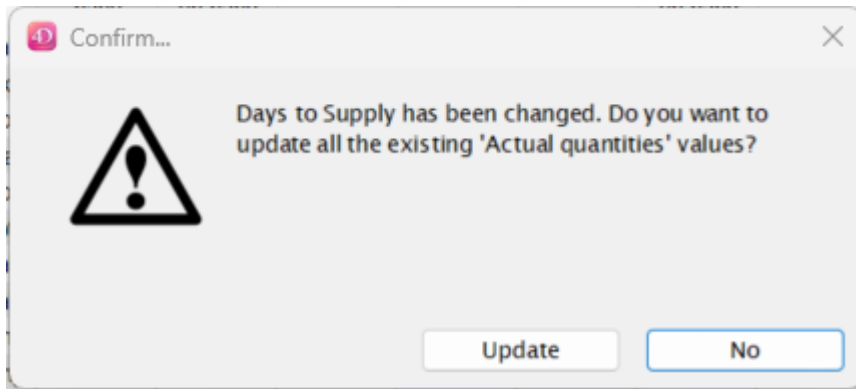 4D
Confirm...
Days to Supply has been changed. Do you want to
update all the existing 'Actual quantities' values?
Update
No